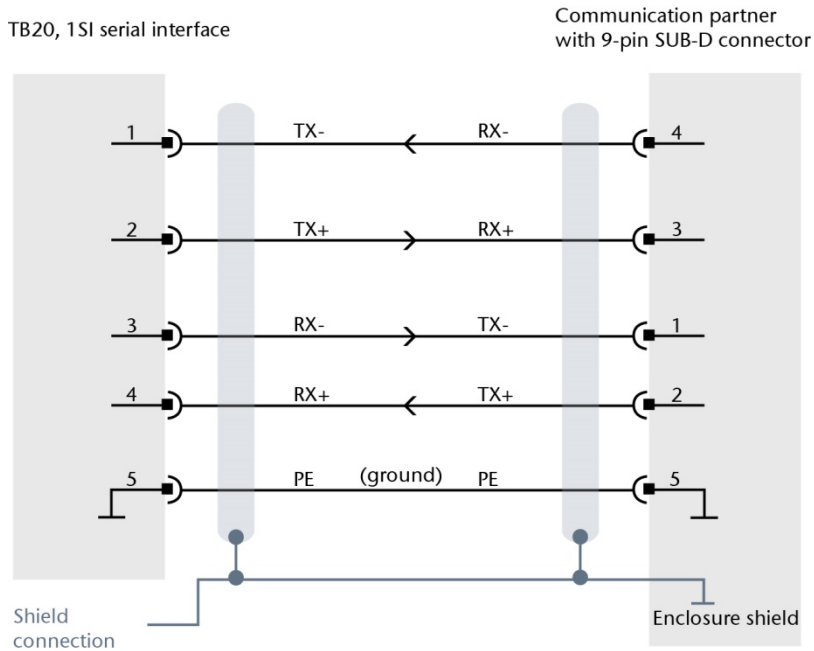 TB20, 1SI serial interface
Communication partner
with 9-pin SUB-D connector
1 TX- RX- 4
2 TX+ RX+ 3
3 RX- TX- 1
4 RX+ TX+ 2
5 PE (ground) PE 5
Shield
connection
Enclosure shield